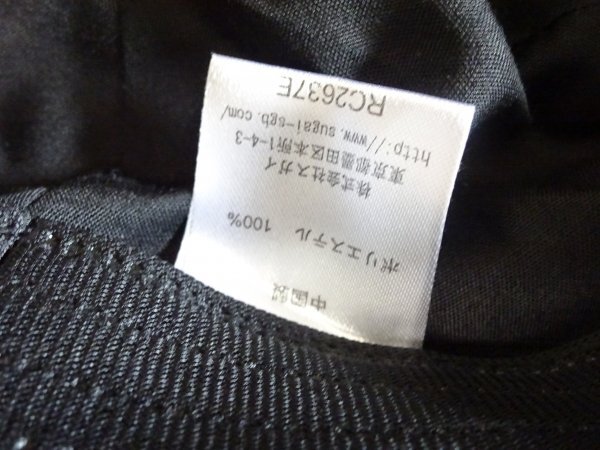 中国製
ポリエステル 100%
株式会社スガイ
東京都墨田区本所1-4-3
http://www.sugai-sgb.com/
RC2637E